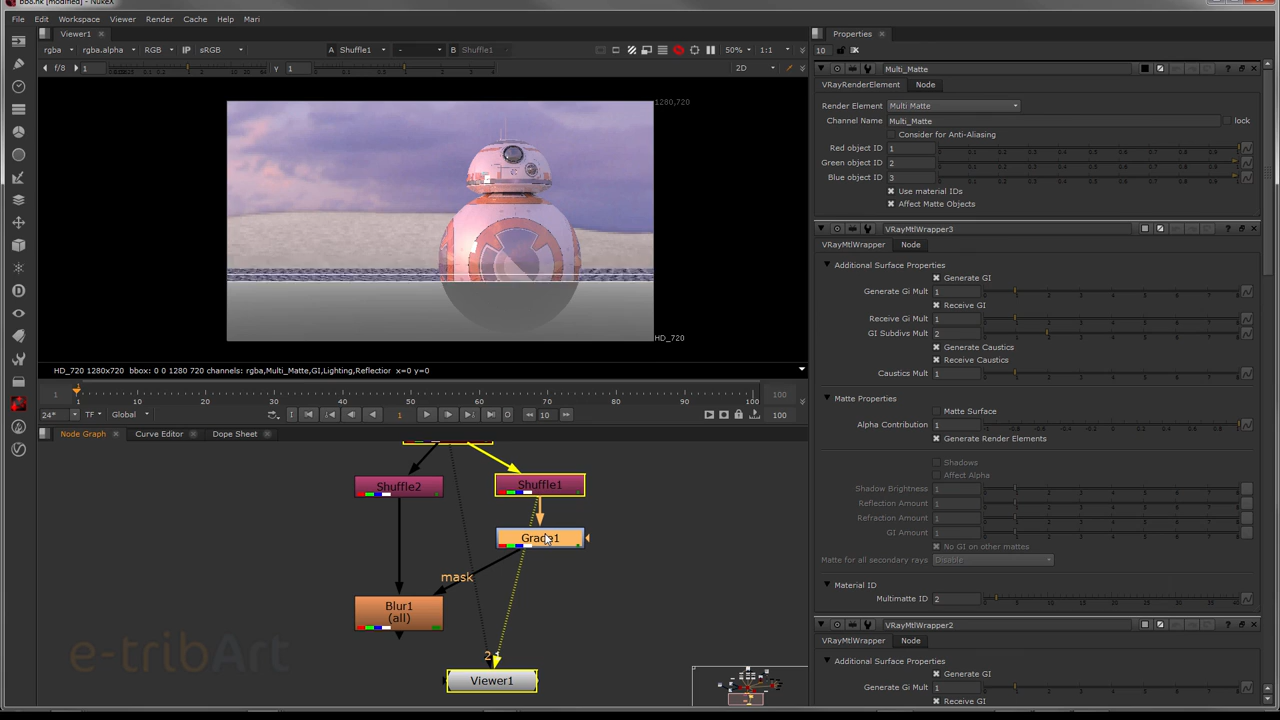 bb8.nk [modified] - NukeX
File Edit Workspace Viewer Render Cache Help Mari
Viewer1
rgba rgba.alpha RGB IP sRGB A Shuffle1 - B Shuffle1 50% 1:1
f/8 1 Y 1 2D
1280,720
HD_720
HD_720 1280x720 bbox: 0 0 1280 720 channels: rgba,Multi_Matte,GI,Lighting,Reflection x=0 y=0
1 1 10 20 30 40 50 60 70 80 90 100 100
24* TF Global 1 10 100
Node Graph Curve Editor Dope Sheet
Shuffle2
Shuffle1
Grade1
mask
Blur1
(all)
2
Viewer1
e-tribArt
Properties
10
Multi_Matte
VRayRenderElement Node
Render Element Multi Matte
Channel Name Multi_Matte lock
Consider for Anti-Aliasing
Red object ID 1
Green object ID 2
Blue object ID 3
Use material IDs
Affect Matte Objects
VRayMtlWrapper3
VRayMtlWrapper Node
Additional Surface Properties
Generate GI
Generate Gi Mult 1
Receive GI
Receive Gi Mult 1
GI Subdivs Mult 2
Generate Caustics
Receive Caustics
Caustics Mult 1
Matte Properties
Matte Surface
Alpha Contribution 1
Generate Render Elements
Shadows
Affect Alpha
Shadow Brightness 1
Reflection Amount 1
Refraction Amount 1
GI Amount 1
No GI on other mattes
Matte for all secondary rays Disable
Material ID
Multimatte ID 2
VRayMtlWrapper2
VRayMtlWrapper Node
Additional Surface Properties
Generate GI
Generate Gi Mult 1
Receive GI